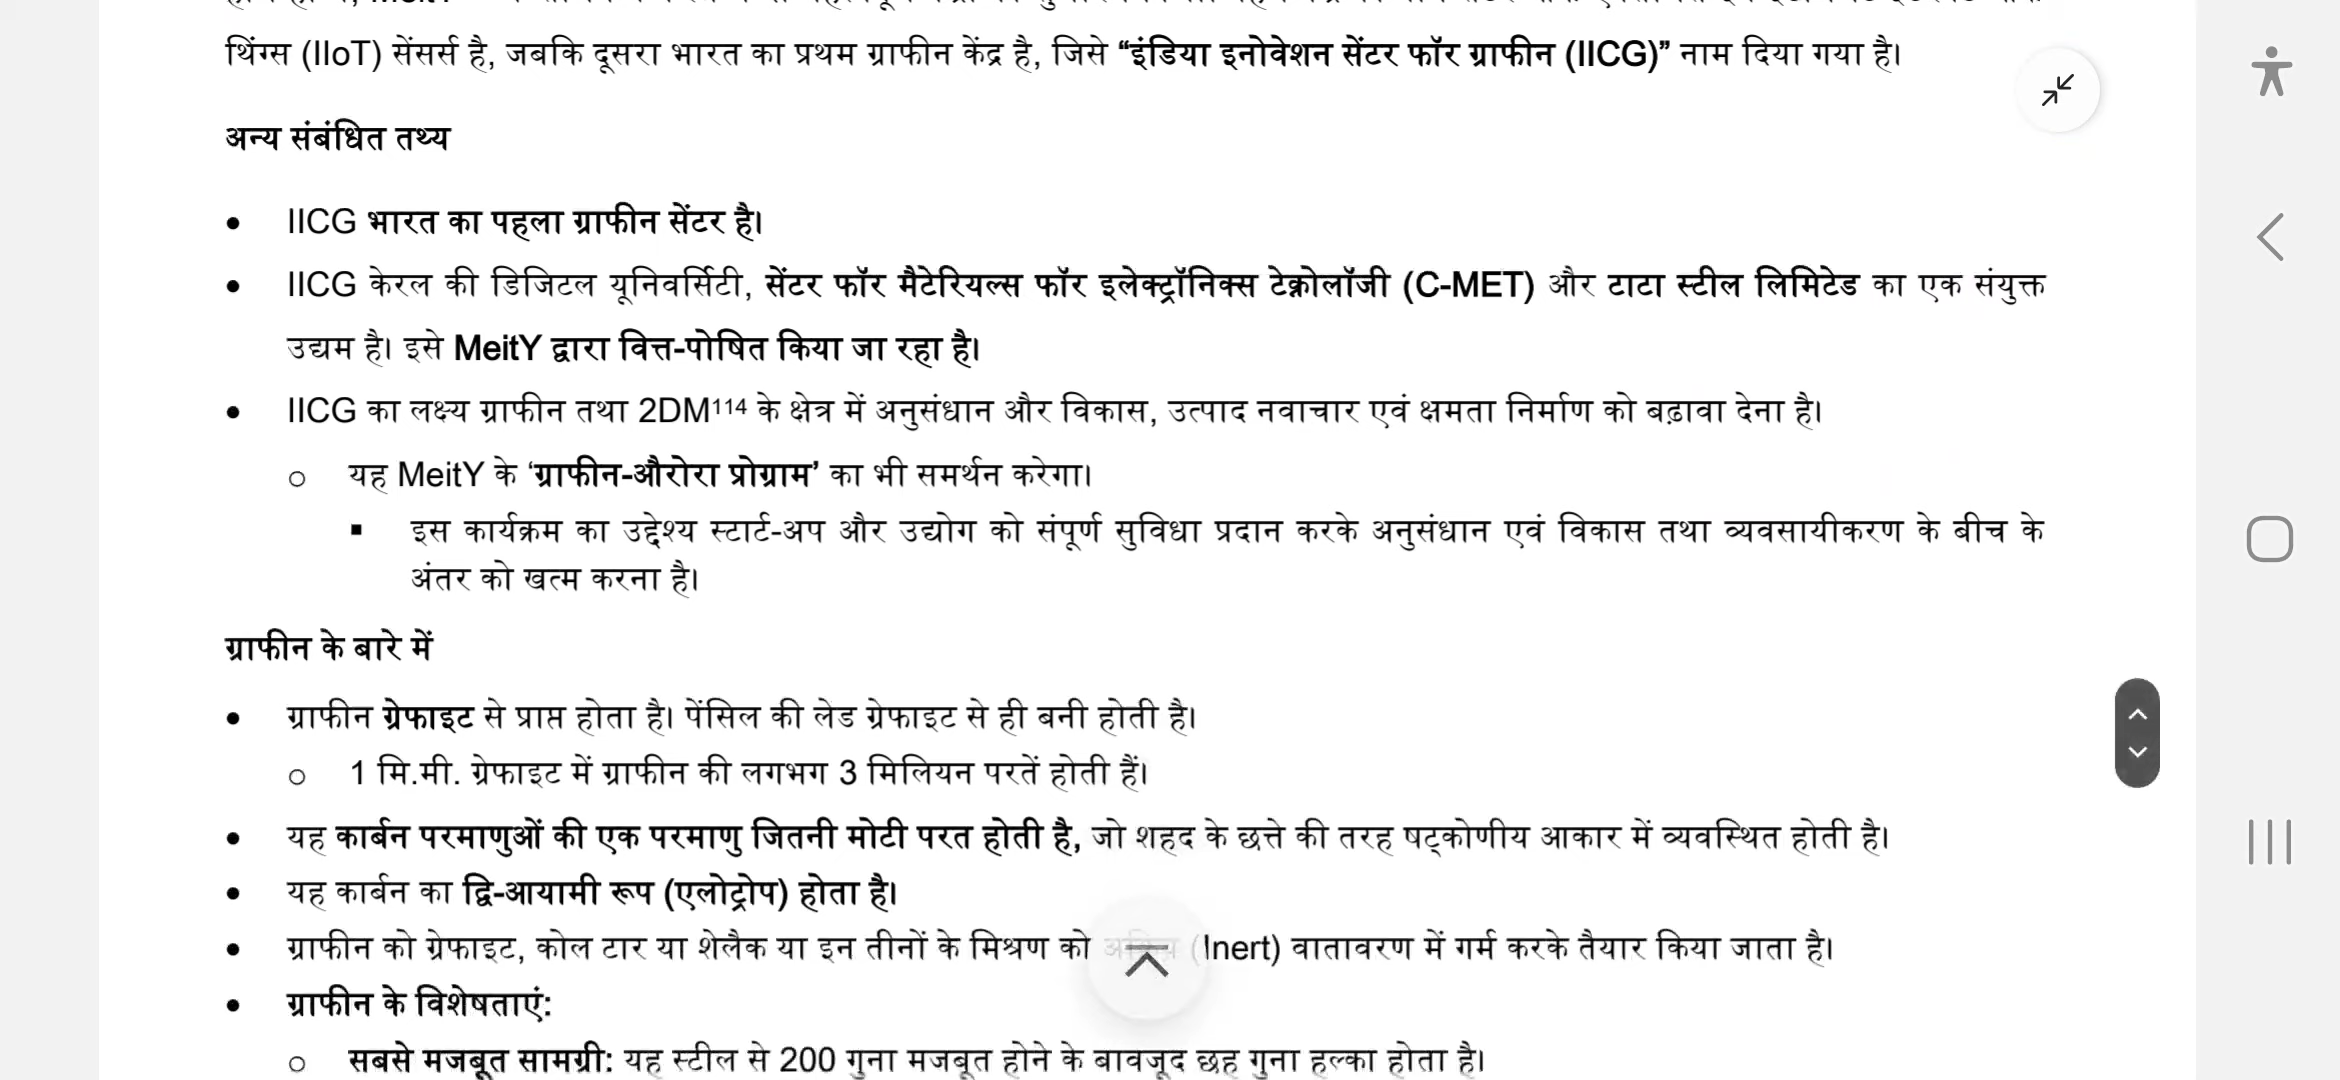 थिंग्स (IIoT) सेंसर्स है, जबकि दूसरा भारत का प्रथम ग्राफीन केंद्र है, जिसे “इंडिया इनोवेशन सेंटर फॉर ग्राफीन (IICG)” नाम दिया गया है।
अन्य संबंधित तथ्य
• IICG भारत का पहला ग्राफीन सेंटर है।
• IICG केरल की डिजिटल यूनिवर्सिटी, सेंटर फॉर मैटेरियल्स फॉर इलेक्ट्रॉनिक्स टेक्नोलॉजी (C-MET) और टाटा स्टील लिमिटेड का एक संयुक्त
उद्यम है। इसे MeitY द्वारा वित्त-पोषित किया जा रहा है।
• IICG का लक्ष्य ग्राफीन तथा 2DM¹¹⁴ के क्षेत्र में अनुसंधान और विकास, उत्पाद नवाचार एवं क्षमता निर्माण को बढ़ावा देना है।
○ यह MeitY के ‘ग्राफीन-औरोरा प्रोग्राम’ का भी समर्थन करेगा।
▪ इस कार्यक्रम का उद्देश्य स्टार्ट-अप और उद्योग को संपूर्ण सुविधा प्रदान करके अनुसंधान एवं विकास तथा व्यवसायीकरण के बीच के
अंतर को खत्म करना है।
ग्राफीन के बारे में
• ग्राफीन ग्रेफाइट से प्राप्त होता है। पेंसिल की लेड ग्रेफाइट से ही बनी होती है।
○ 1 मि.मी. ग्रेफाइट में ग्राफीन की लगभग 3 मिलियन परतें होती हैं।
• यह कार्बन परमाणुओं की एक परमाणु जितनी मोटी परत होती है, जो शहद के छत्ते की तरह षट्कोणीय आकार में व्यवस्थित होती है।
• यह कार्बन का द्वि-आयामी रूप (एलोट्रोप) होता है।
• ग्राफीन को ग्रेफाइट, कोल टार या शेलैक या इन तीनों के मिश्रण को (Inert) वातावरण में गर्म करके तैयार किया जाता है।
• ग्राफीन के विशेषताएं:
○ सबसे मजबूत सामग्री: यह स्टील से 200 गुना मजबूत होने के बावजूद छह गुना हल्का होता है।